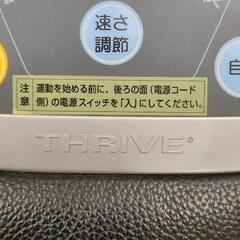 速さ
調節
自
注意
運動を始める前に、後ろの面（電源コード
側）の電源スイッチを「入」にしてください。
THRIVE®